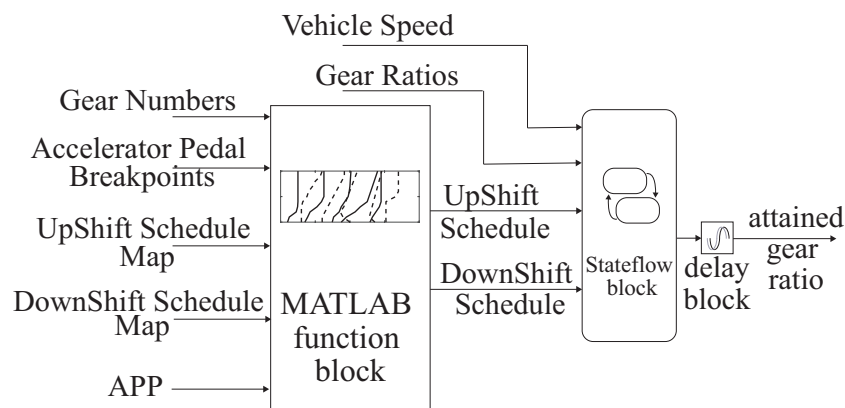 Vehicle Speed
Gear Ratios
Gear Numbers
Accelerator Pedal
Breakpoints
UpShift Schedule
Map
DownShift Schedule
Map
APP
MATLAB
function
block
UpShift
Schedule
DownShift
Schedule
Stateflow
block
delay
block
attained
gear
ratio